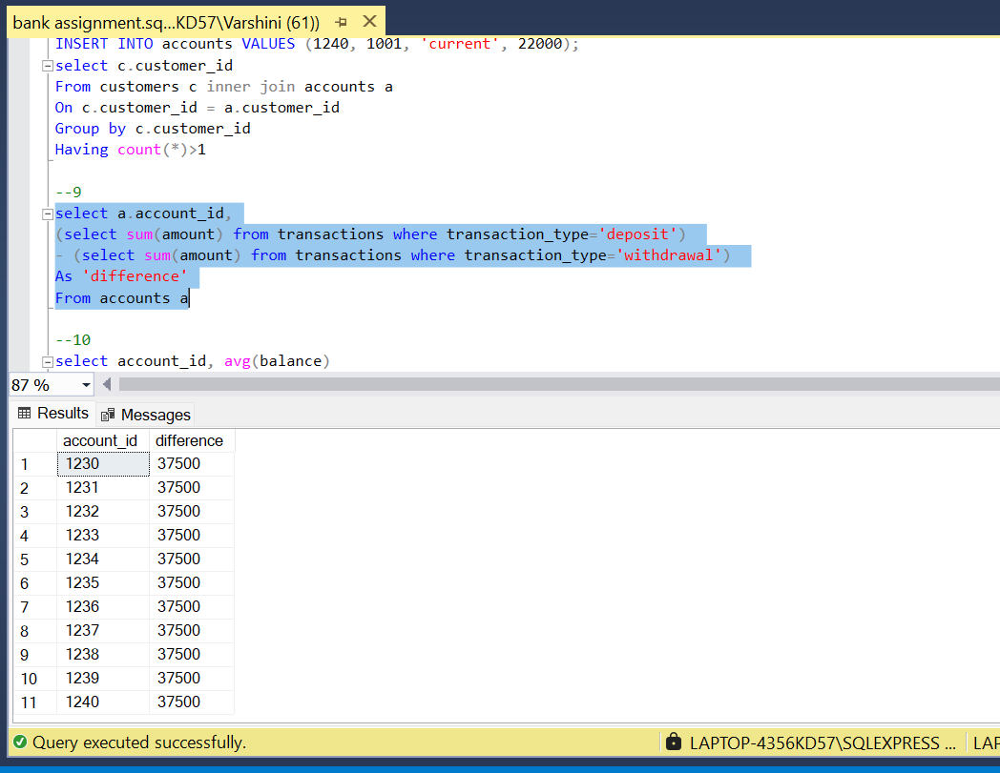 bank assignment.sq...KD57\Varshini (61))
INSERT INTO accounts VALUES (1240, 1001, 'current', 22000);
select c.customer_id
From customers c inner join accounts a
On c.customer_id = a.customer_id
Group by c.customer_id
Having count(*)>1
--9
select a.account_id,
(select sum(amount) from transactions where transaction_type='deposit')
- (select sum(amount) from transactions where transaction_type='withdrawal')
As 'difference'
From accounts a
--10
select account_id, avg(balance)
87 %
Results Messages
account_id difference
1 1230 37500
2 1231 37500
3 1232 37500
4 1233 37500
5 1234 37500
6 1235 37500
7 1236 37500
8 1237 37500
9 1238 37500
10 1239 37500
11 1240 37500
Query executed successfully. LAPTOP-4356KD57\SQLEXPRESS ... LAP